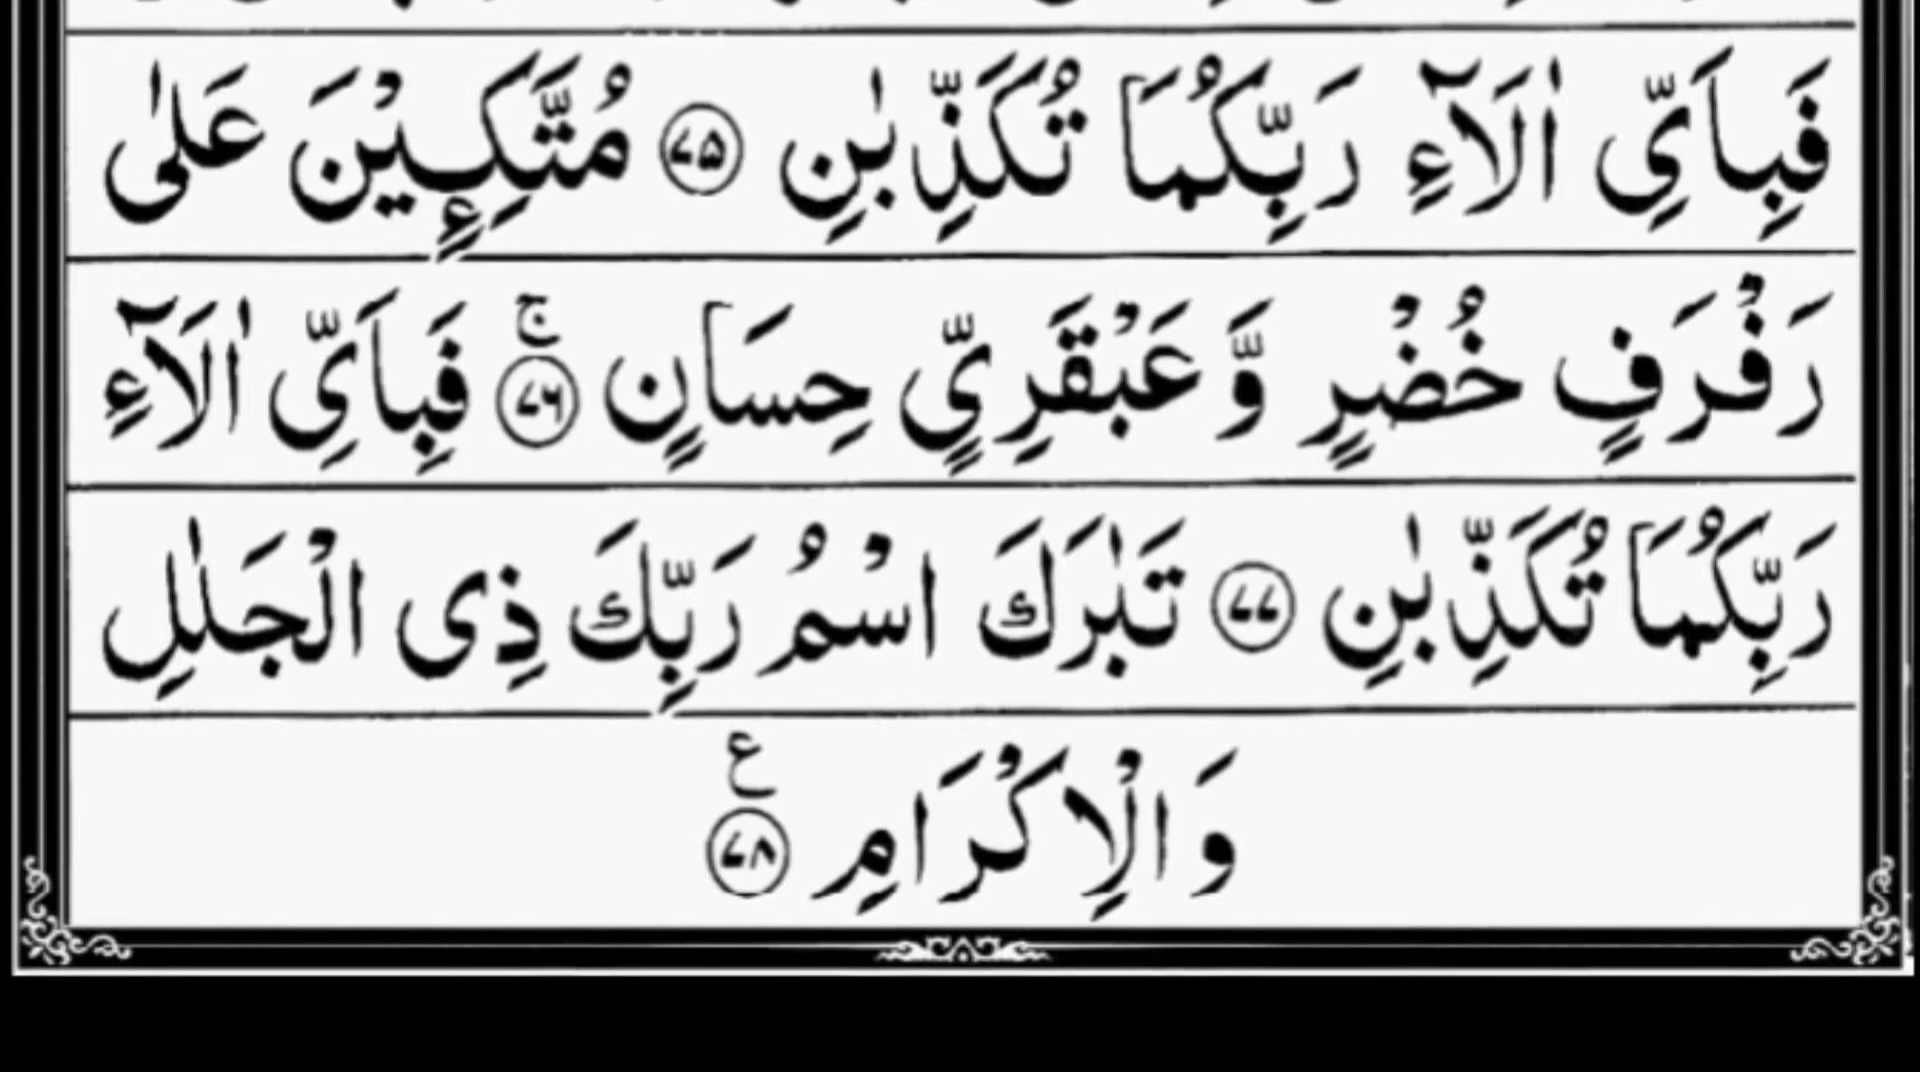 فَبِاَىِّ اٰلَآءِ رَبِّكُمَا تُكَذِّبٰنِ ﴿۷۵﴾ مُتَّكِـِٕيْنَ عَلٰى
رَفْرَفٍ خُضْرٍ وَّعَبْقَرِىٍّ حِسَانٍ ﴿۷۶﴾ۚ فَبِاَىِّ اٰلَآءِ
رَبِّكُمَا تُكَذِّبٰنِ ﴿۷۷﴾ تَبٰرَكَ اسْمُ رَبِّكَ ذِى الْجَلٰلِ
وَالْاِكْرَامِ ﴿۷۸﴾ ع